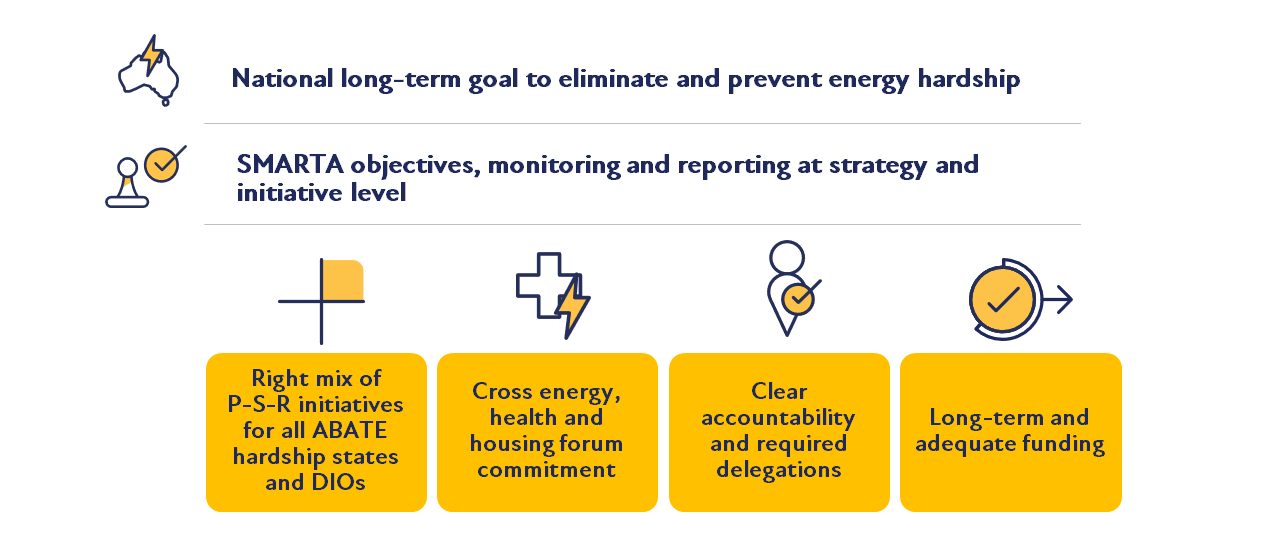 National long-term goal to eliminate and prevent energy hardship
SMARTA objectives, monitoring and reporting at strategy and
initiative level
Right mix of
P-S-R initiatives
for all ABATE
hardship states
and DIOs
Cross energy,
health and
housing forum
commitment
Clear
accountability
and required
delegations
Long-term and
adequate funding